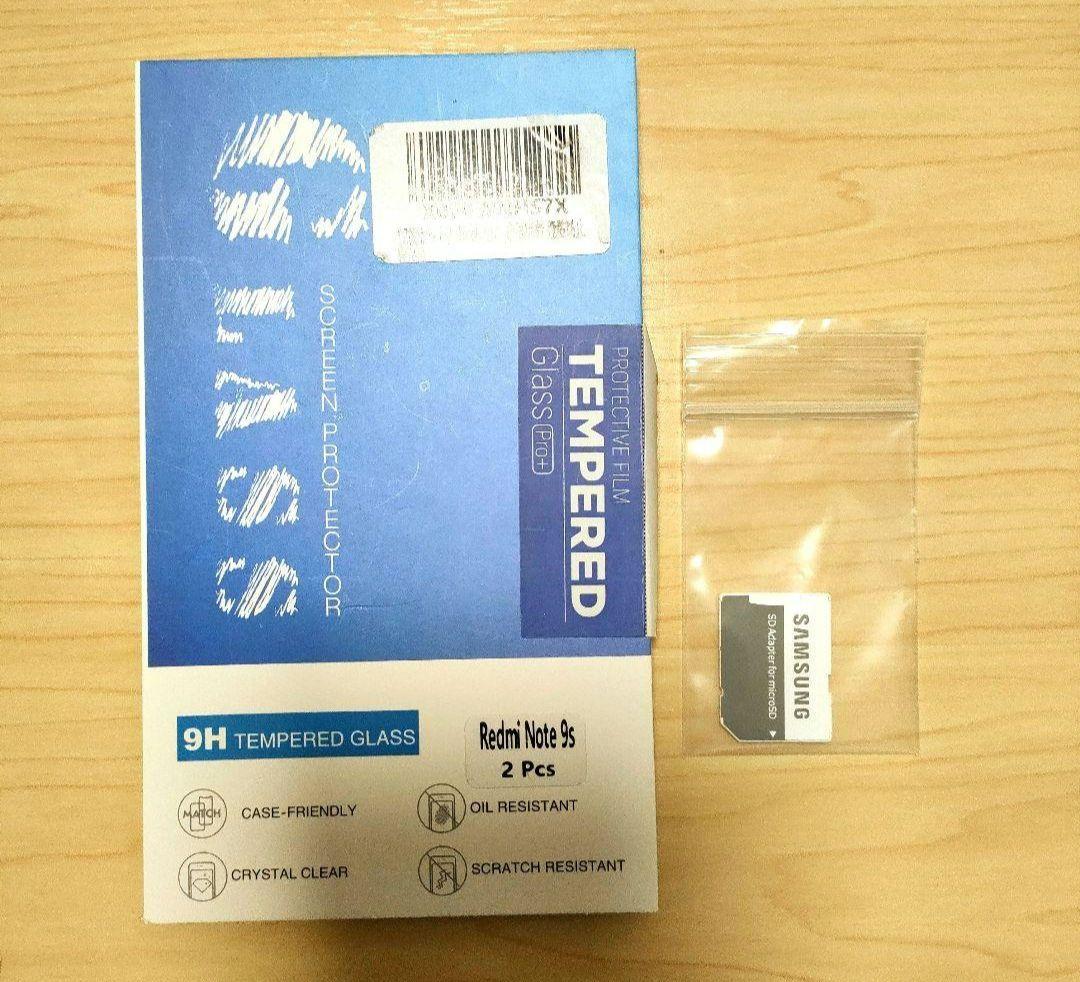 GLASS
SCREEN PROTECTOR
PROTECTIVE FILM
TEMPERED
Glass Pro+
9H TEMPERED GLASS
Redmi Note 9s
2 Pcs
MATCH
CASE-FRIENDLY
OIL RESISTANT
CRYSTAL CLEAR
SCRATCH RESISTANT
SAMSUNG
SD Adapter for microSD